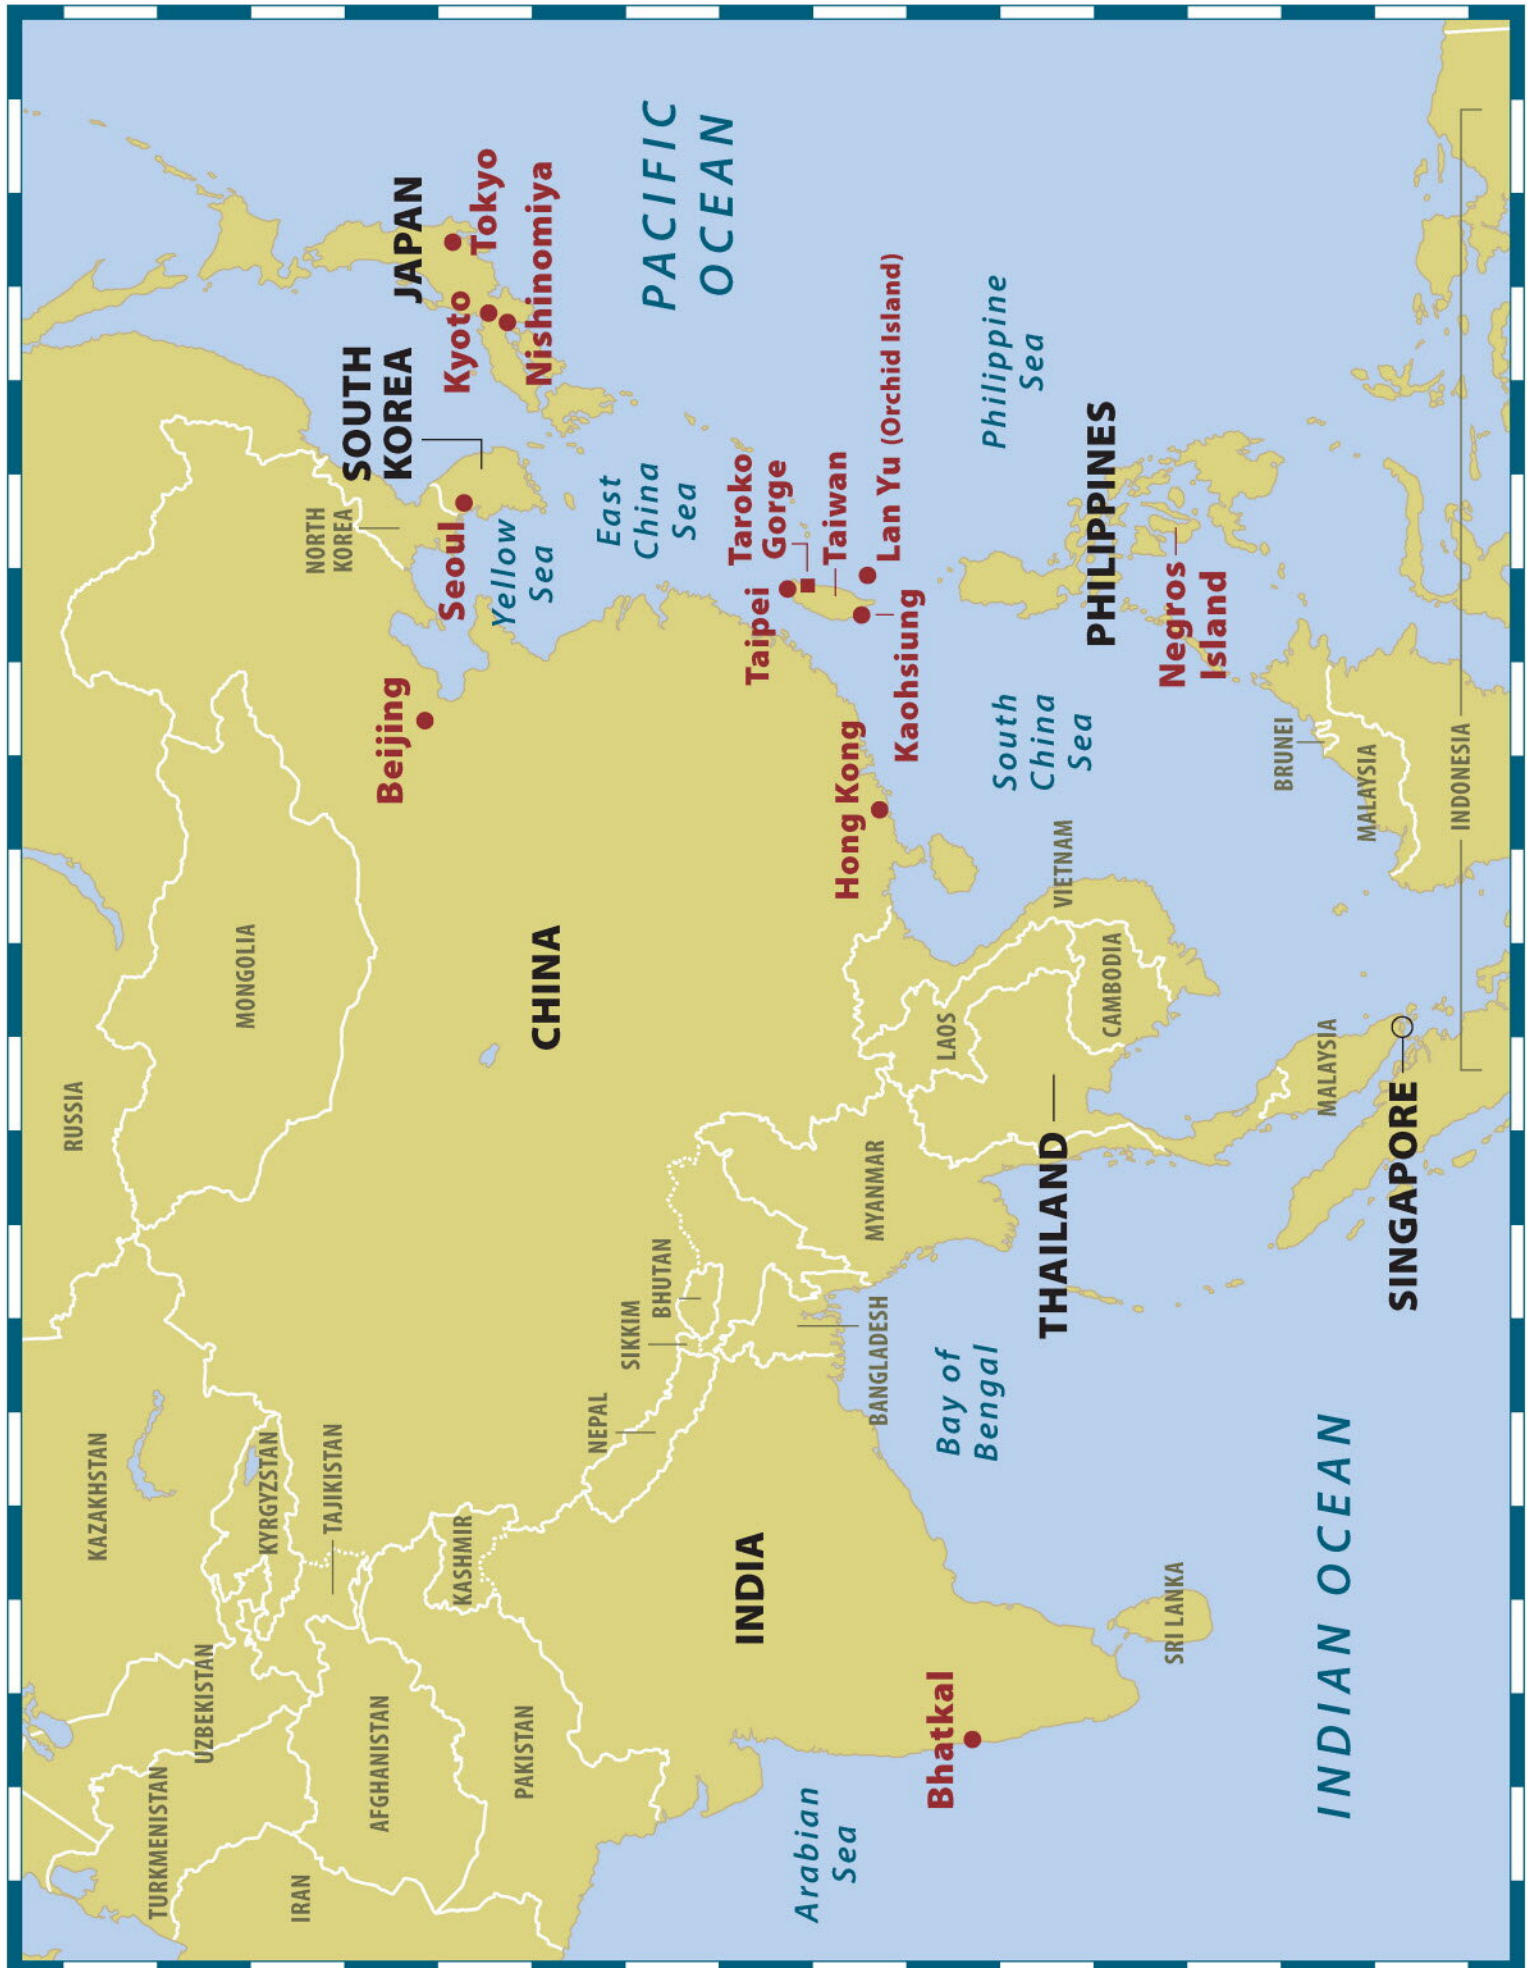 RUSSIA
KAZAKHSTAN
MONGOLIA
UZBEKISTAN
TURKMENISTAN
KYRGYZSTAN
TAJIKISTAN
IRAN
AFGHANISTAN
PAKISTAN
KASHMIR
NORTH
KOREA
SOUTH
KOREA
JAPAN
Beijing
Seoul
Kyoto
Tokyo
Nishinomiya
Yellow
Sea
CHINA
NEPAL
SIKKIM
BHUTAN
East
China
Sea
PACIFIC
OCEAN
INDIA
Taipei
Taroko
Gorge
Taiwan
Lan Yu (Orchid Island)
Kaohsiung
Hong Kong
Arabian
Sea
BANGLADESH
MYANMAR
LAOS
Bhatkal
Bay of
Bengal
South
China
Sea
Philippine
Sea
THAILAND
VIETNAM
CAMBODIA
PHILIPPINES
Negros
Island
SRI LANKA
BRUNEI
MALAYSIA
MALAYSIA
INDIAN OCEAN
SINGAPORE
INDONESIA